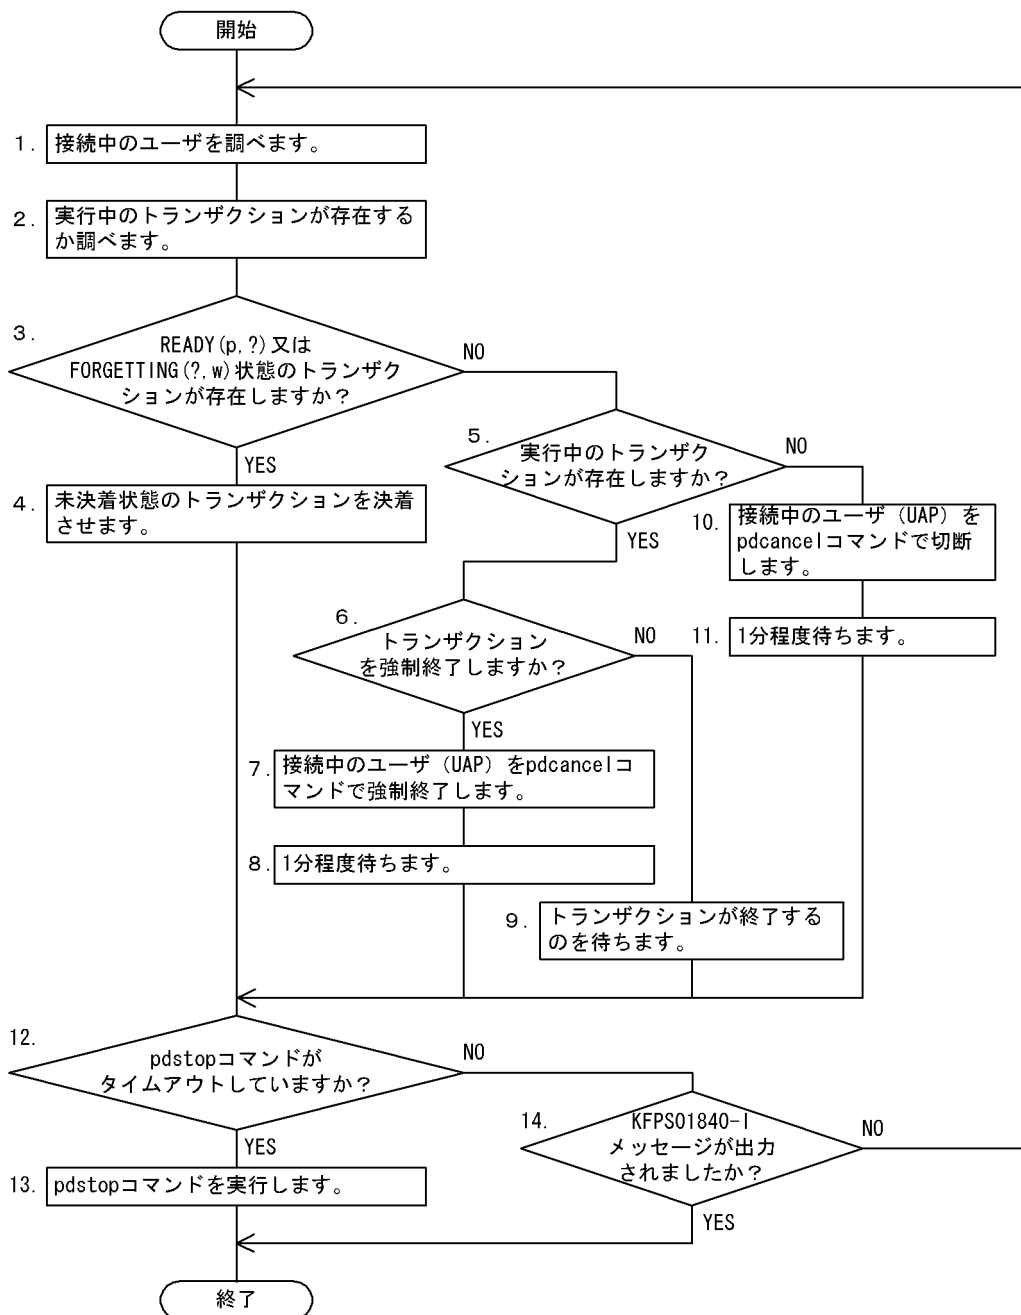 開始
1. 接続中のユーザを調べます。
2. 実行中のトランザクションが存在する
か調べます。
3.
READY(p,?)又は
FORGETTING(?,w)状態のトランザク
ションが存在しますか?
NO
YES
4. 未決着状態のトランザクションを決着
させます。
5.
実行中のトランザク
ションが存在しますか?
NO
YES
6.
トランザクション
を強制終了しますか?
NO
YES
7. 接続中のユーザ(UAP)をpdcancelコ
マンドで強制終了します。
8. 1分程度待ちます。
9. トランザクションが終了する
のを待ちます。
10. 接続中のユーザ(UAP)を
pdcancelコマンドで切断
します。
11. 1分程度待ちます。
12.
pdstopコマンドが
タイムアウトしていますか?
NO
YES
13. pdstopコマンドを実行します。
14.
KFPS01840-I
メッセージが出力
されましたか?
NO
YES
終了